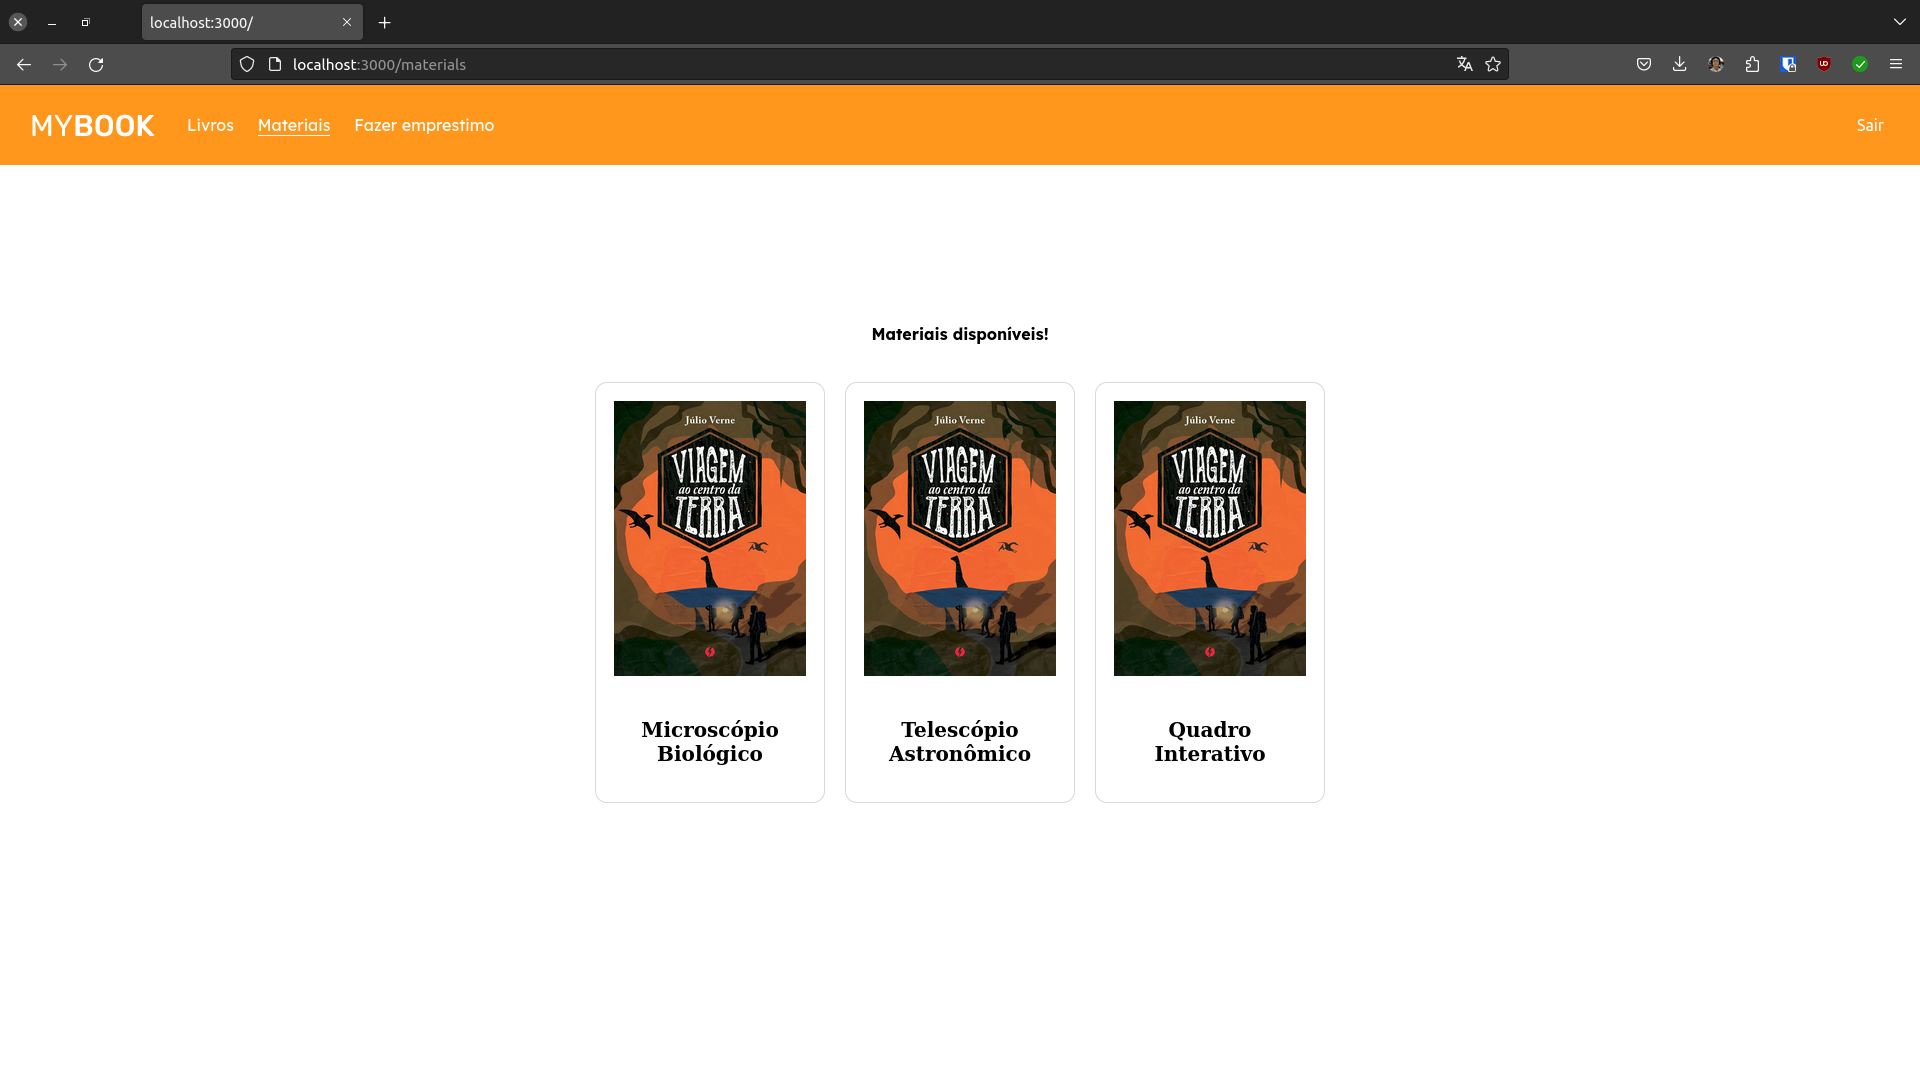 localhost:3000/
localhost:3000/materials
MYBOOK Livros Materiais Fazer emprestimo Sair
Materiais disponíveis!
Júlio Verne
VIAGEM
ao centro da
TERRA
Júlio Verne
VIAGEM
ao centro da
TERRA
Júlio Verne
VIAGEM
ao centro da
TERRA
Microscópio
Biológico
Telescópio
Astronômico
Quadro
Interativo